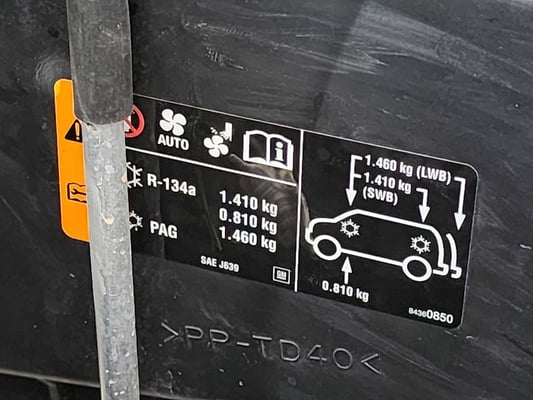 AUTO
i
R-134a
1.410 kg
0.810 kg
PAG
1.460 kg
SAE J639
GM
1.460 kg (LWB)
1.410 kg
(SWB)
0.810 kg
84360850
>PP-TD40<